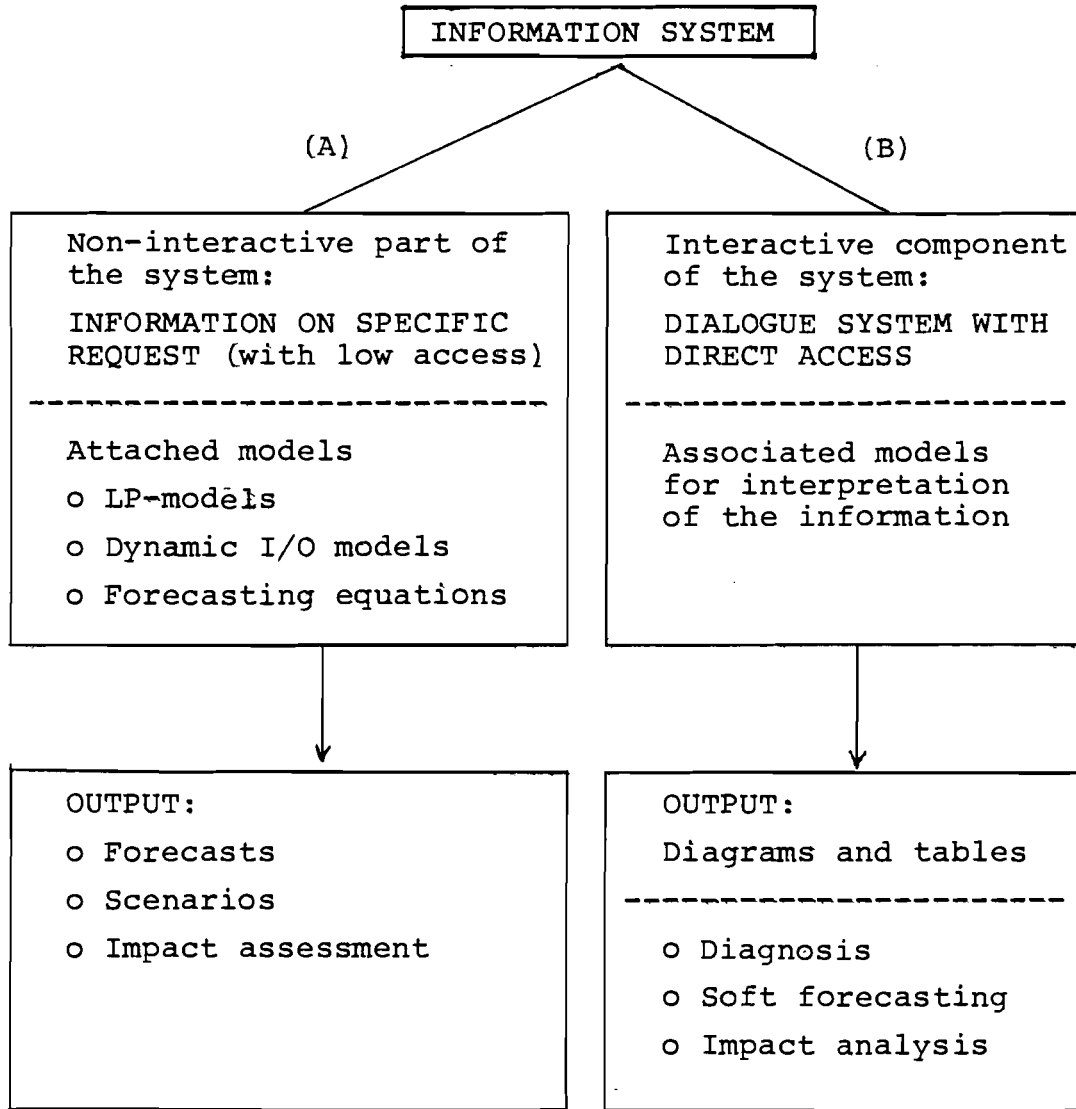 INFORMATION SYSTEM
(A)
(B)
Non-interactive part of
the system:
INFORMATION ON SPECIFIC
REQUEST (with low access)
Attached models
o LP-models
o Dynamic I/O models
o Forecasting equations
Interactive component
of the system:
DIALOGUE SYSTEM WITH
DIRECT ACCESS
Associated models
for interpretation
of the information
OUTPUT:
o Forecasts
o Scenarios
o Impact assessment
OUTPUT:
Diagrams and tables
o Diagnosis
o Soft forecasting
o Impact analysis